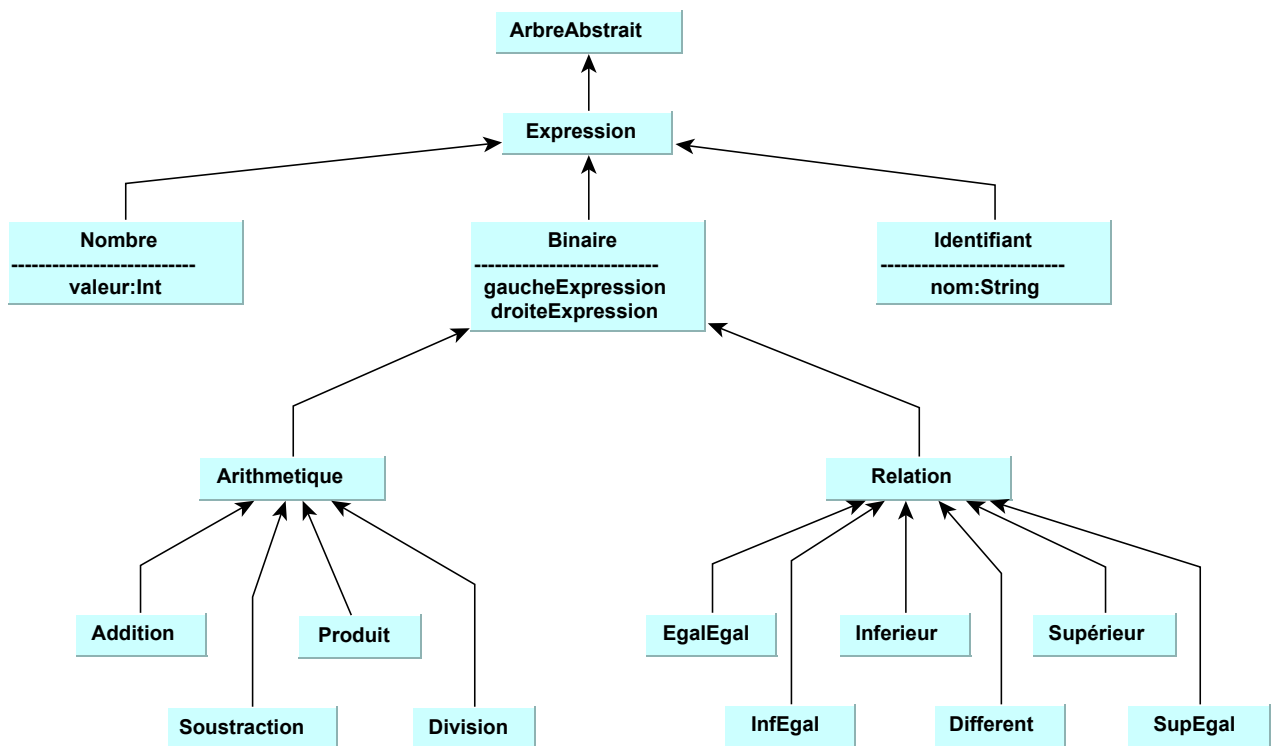 ArbreAbstrait
Expression
Nombre
---------------------------
valeur:Int
Binaire
---------------------------
gaucheExpression
droiteExpression
Identifiant
---------------------------
nom:String
Arithmetique
Relation
Addition
Produit
EgalEgal
Inferieur
Supérieur
Soustraction
Division
InfEgal
Different
SupEgal